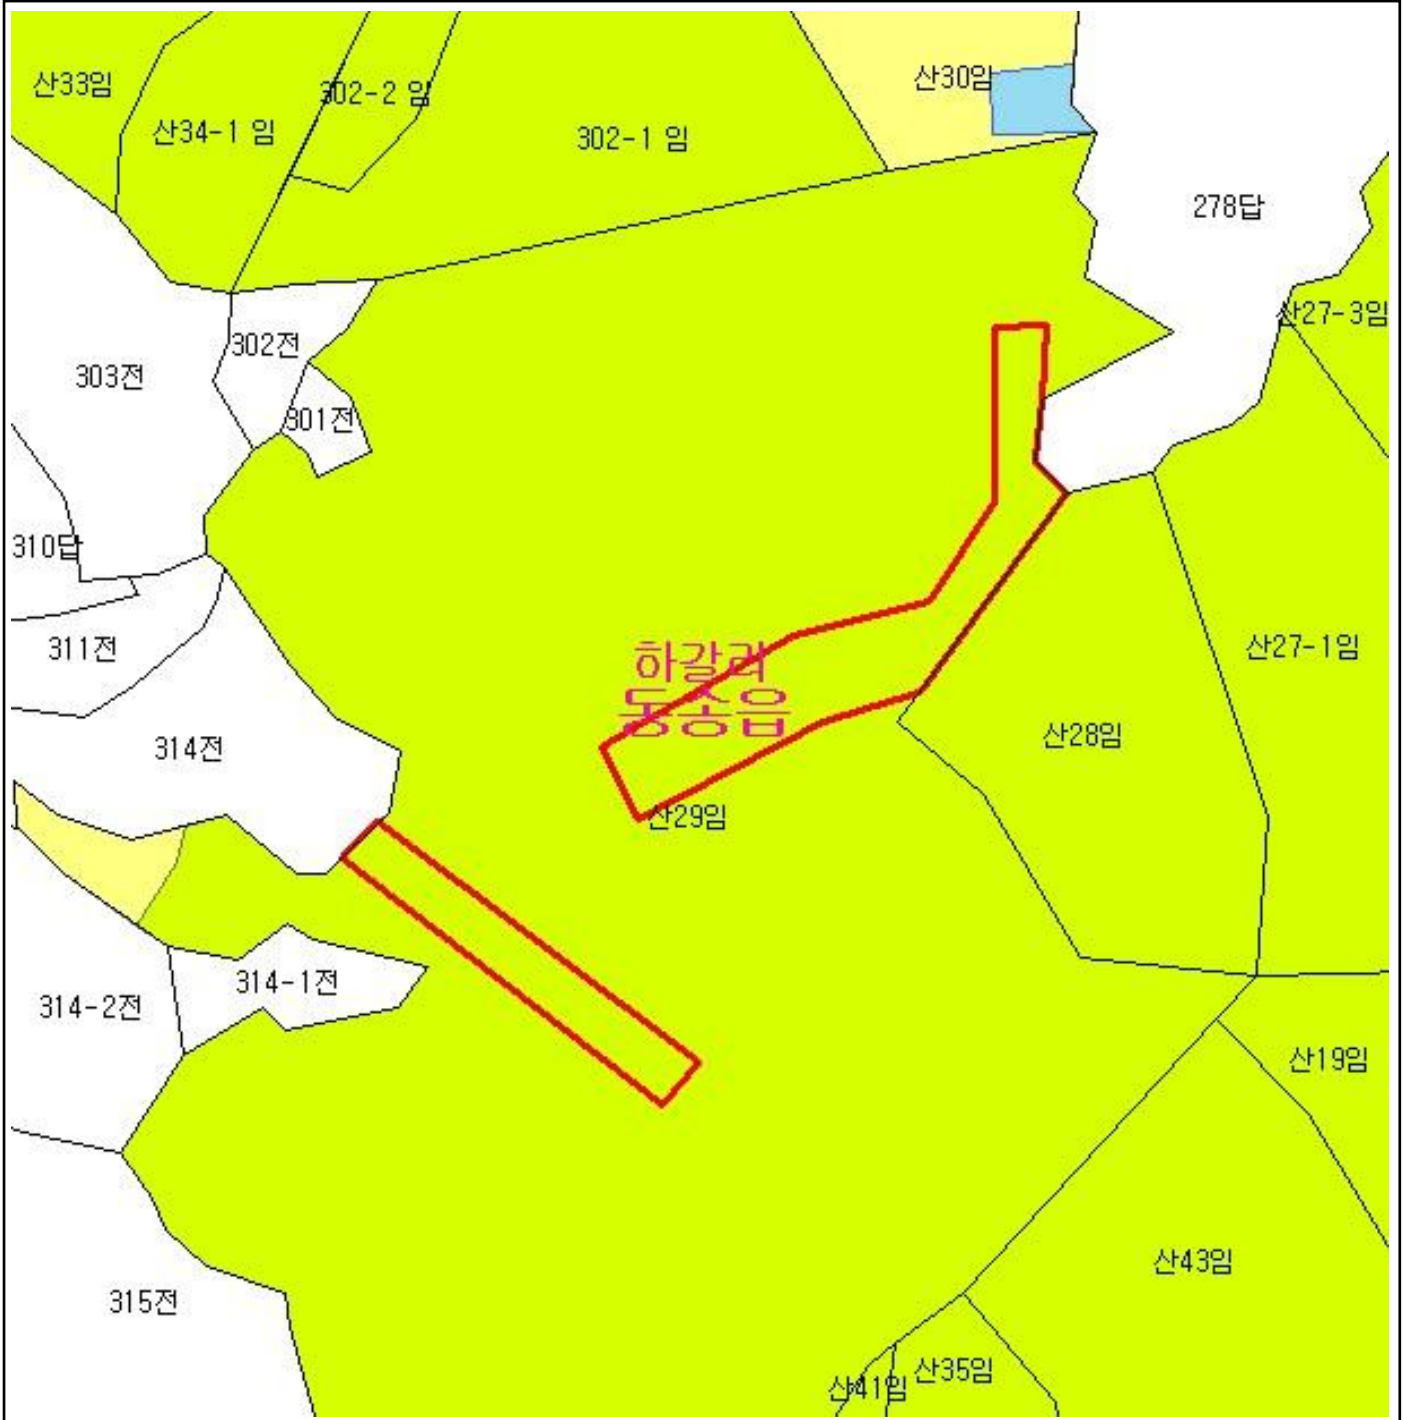 산33임
302-2 임
산30임
산34-1 임
302-1 임
278답
산27-3임
302전
303전
301전
310답
311전
산27-1임
하갈리
동송읍
314전
산28임
산29임
314-1전
314-2전
산19임
산43임
315전
산35임
산41임